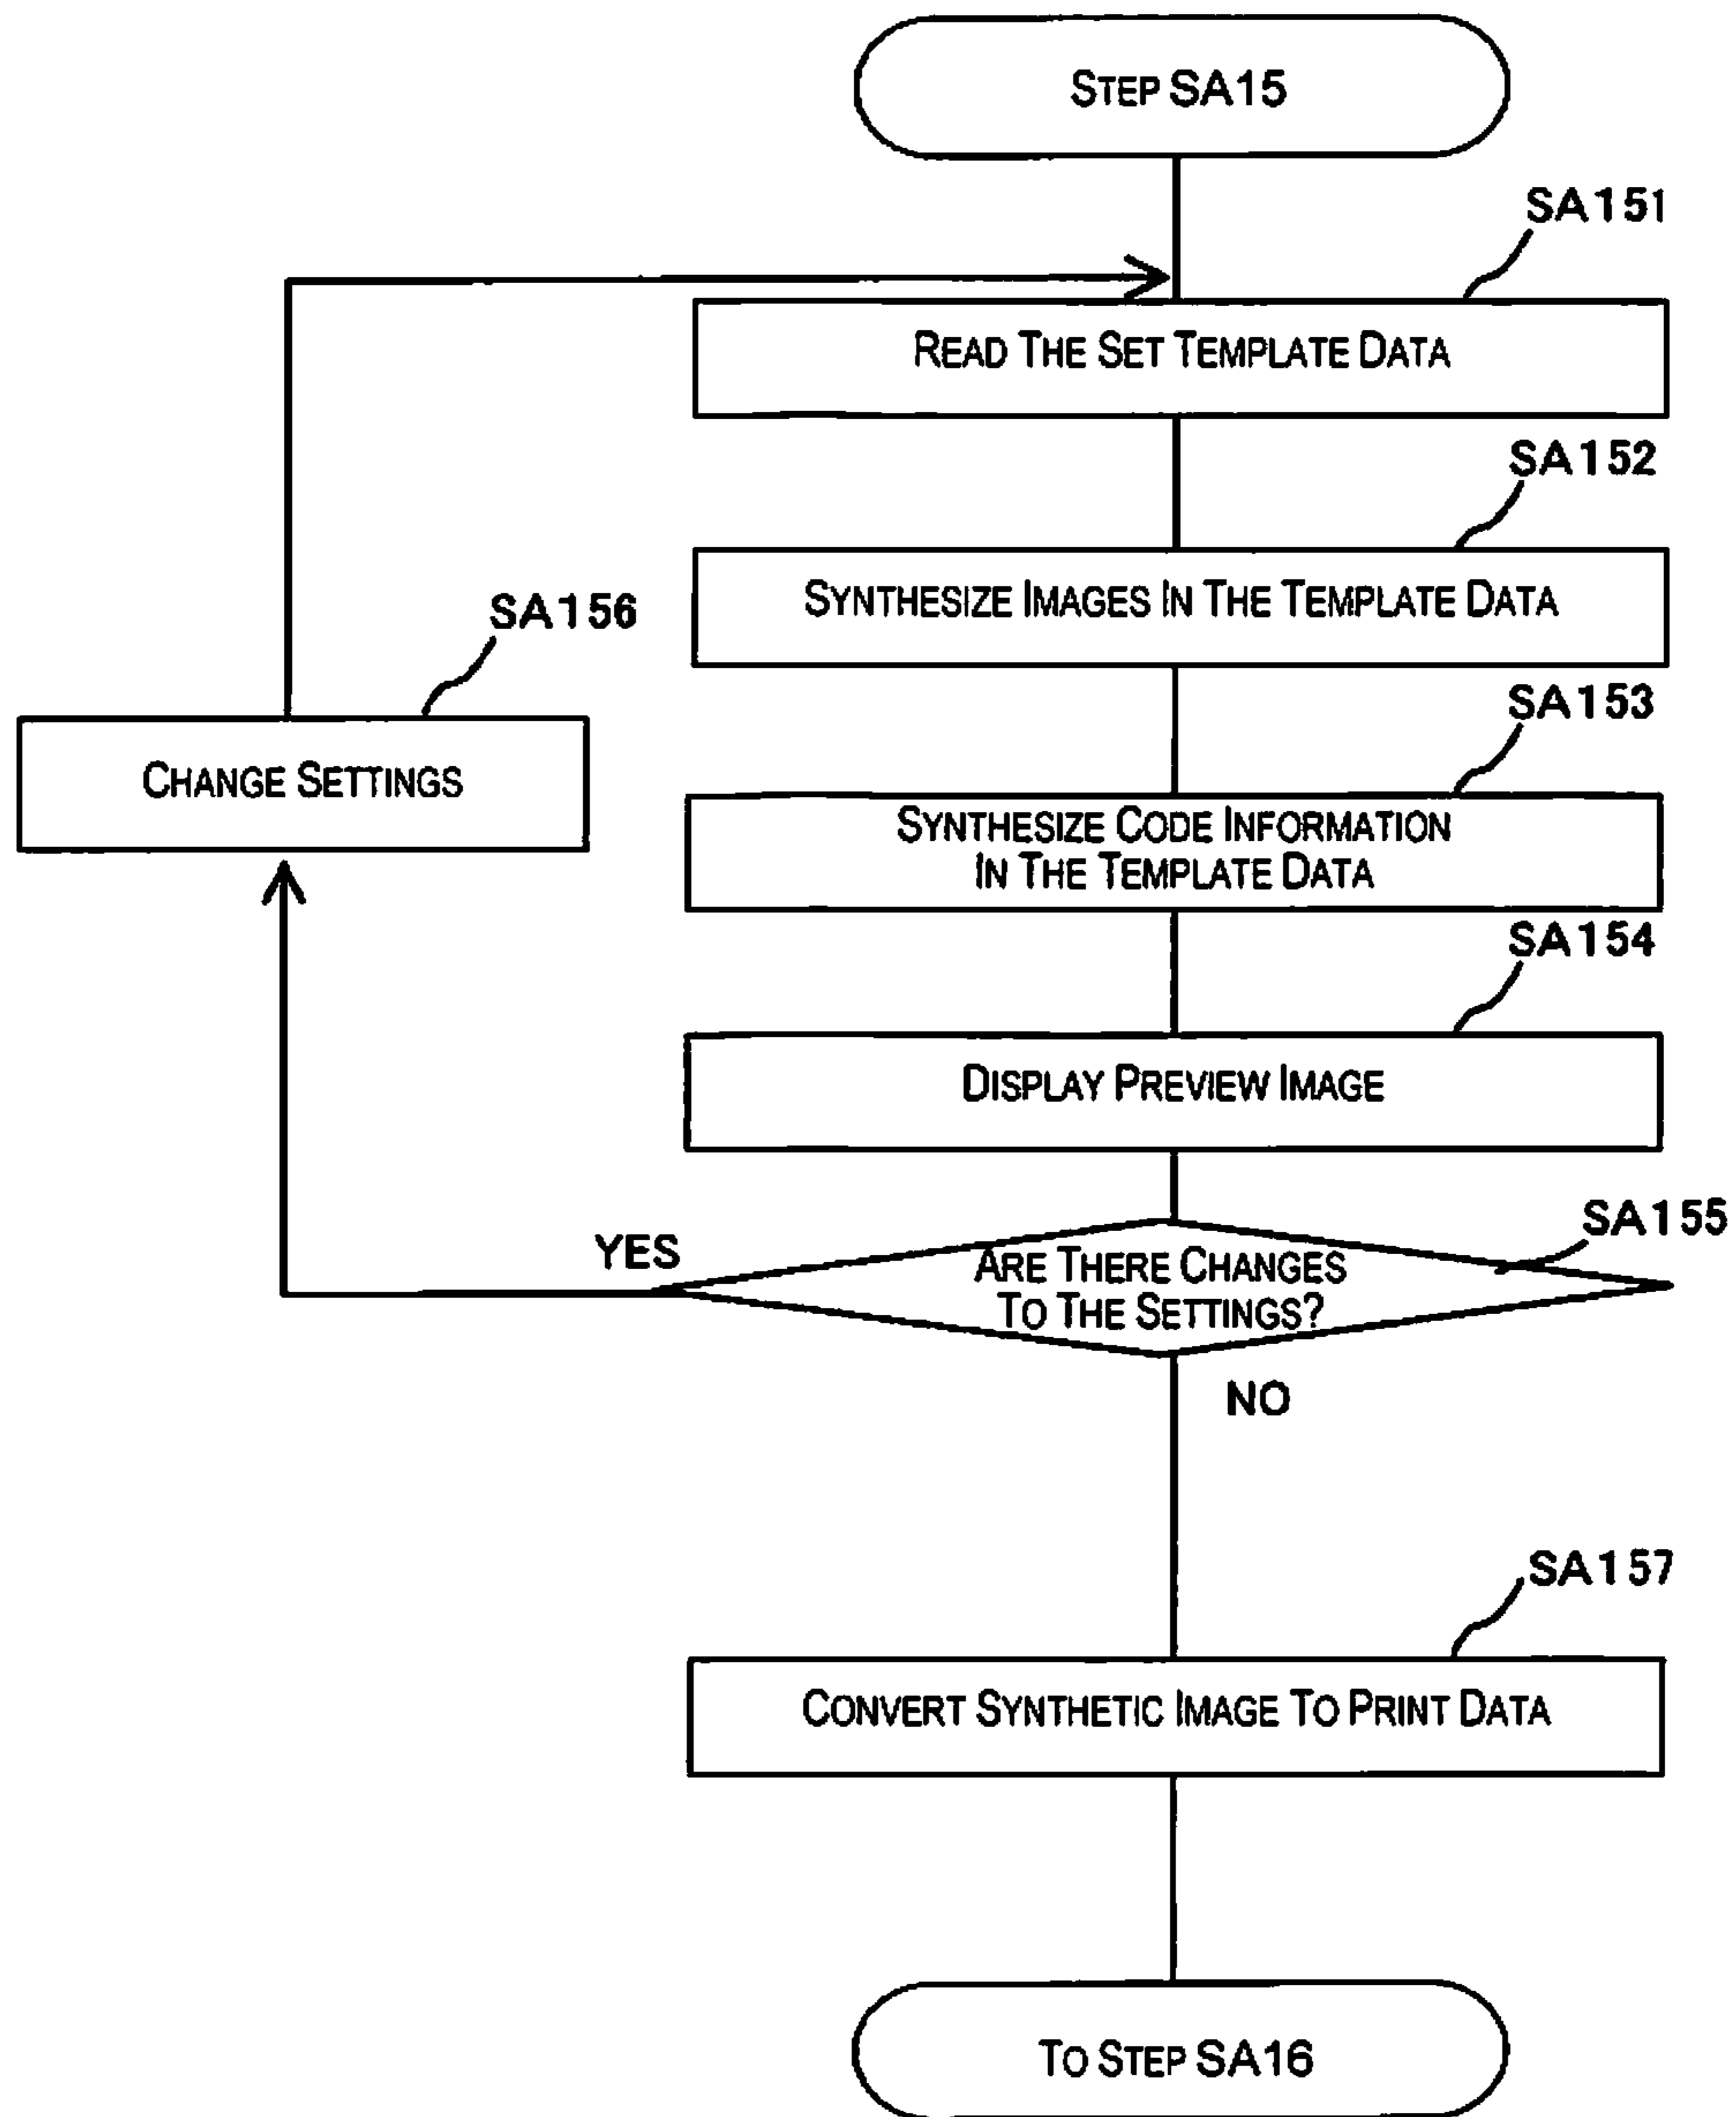 STEP SA15
SA151
READ THE SET TEMPLATE DATA
SA152
SYNTHESIZE IMAGES IN THE TEMPLATE DATA
SA156
CHANGE SETTINGS
SA153
SYNTHESIZE CODE INFORMATION
IN THE TEMPLATE DATA
SA154
DISPLAY PREVIEW IMAGE
SA155
YES
ARE THERE CHANGES
TO THE SETTINGS?
NO
SA157
CONVERT SYNTHETIC IMAGE TO PRINT DATA
TO STEP SA16